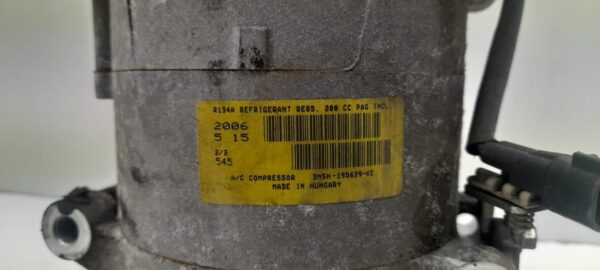 R134A REFRIGERANT REQD. 200 CC PAG INCL.
2006
5 15
2/2
545
A/C COMPRESSOR 3M5H-19D629-KE
MADE IN HUNGARY